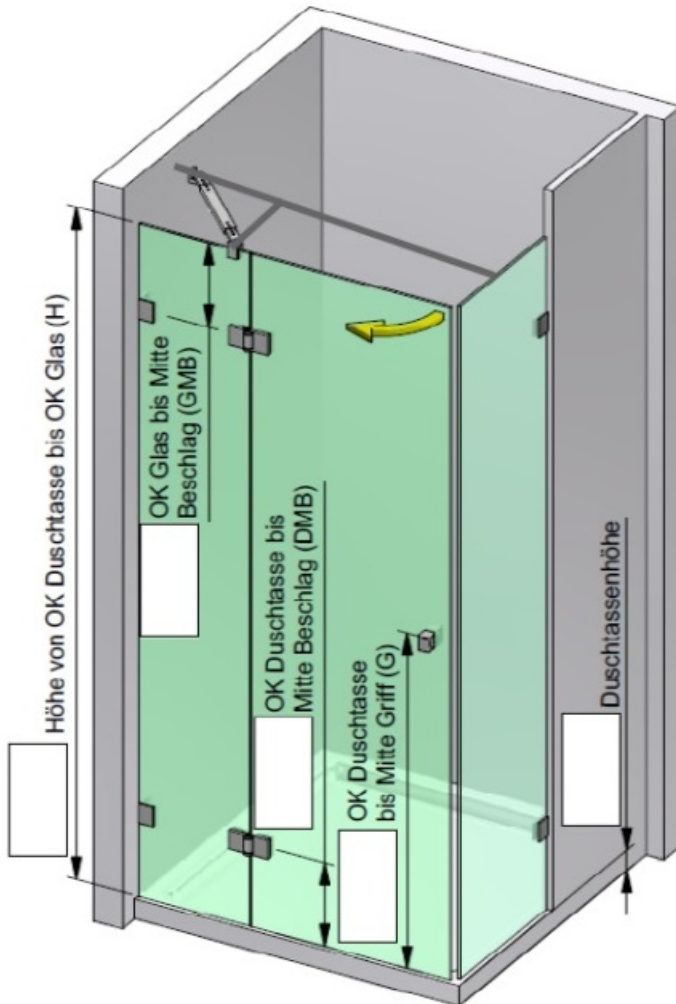 Höhe von OK Duschtasse bis OK Glas (H)
OK Glas bis Mitte
Beschlag (GMB)
OK Duschtasse bis
Mitte Beschlag (DMB)
OK Duschtasse
bis Mitte Griff (G)
Duschtassenhöhe